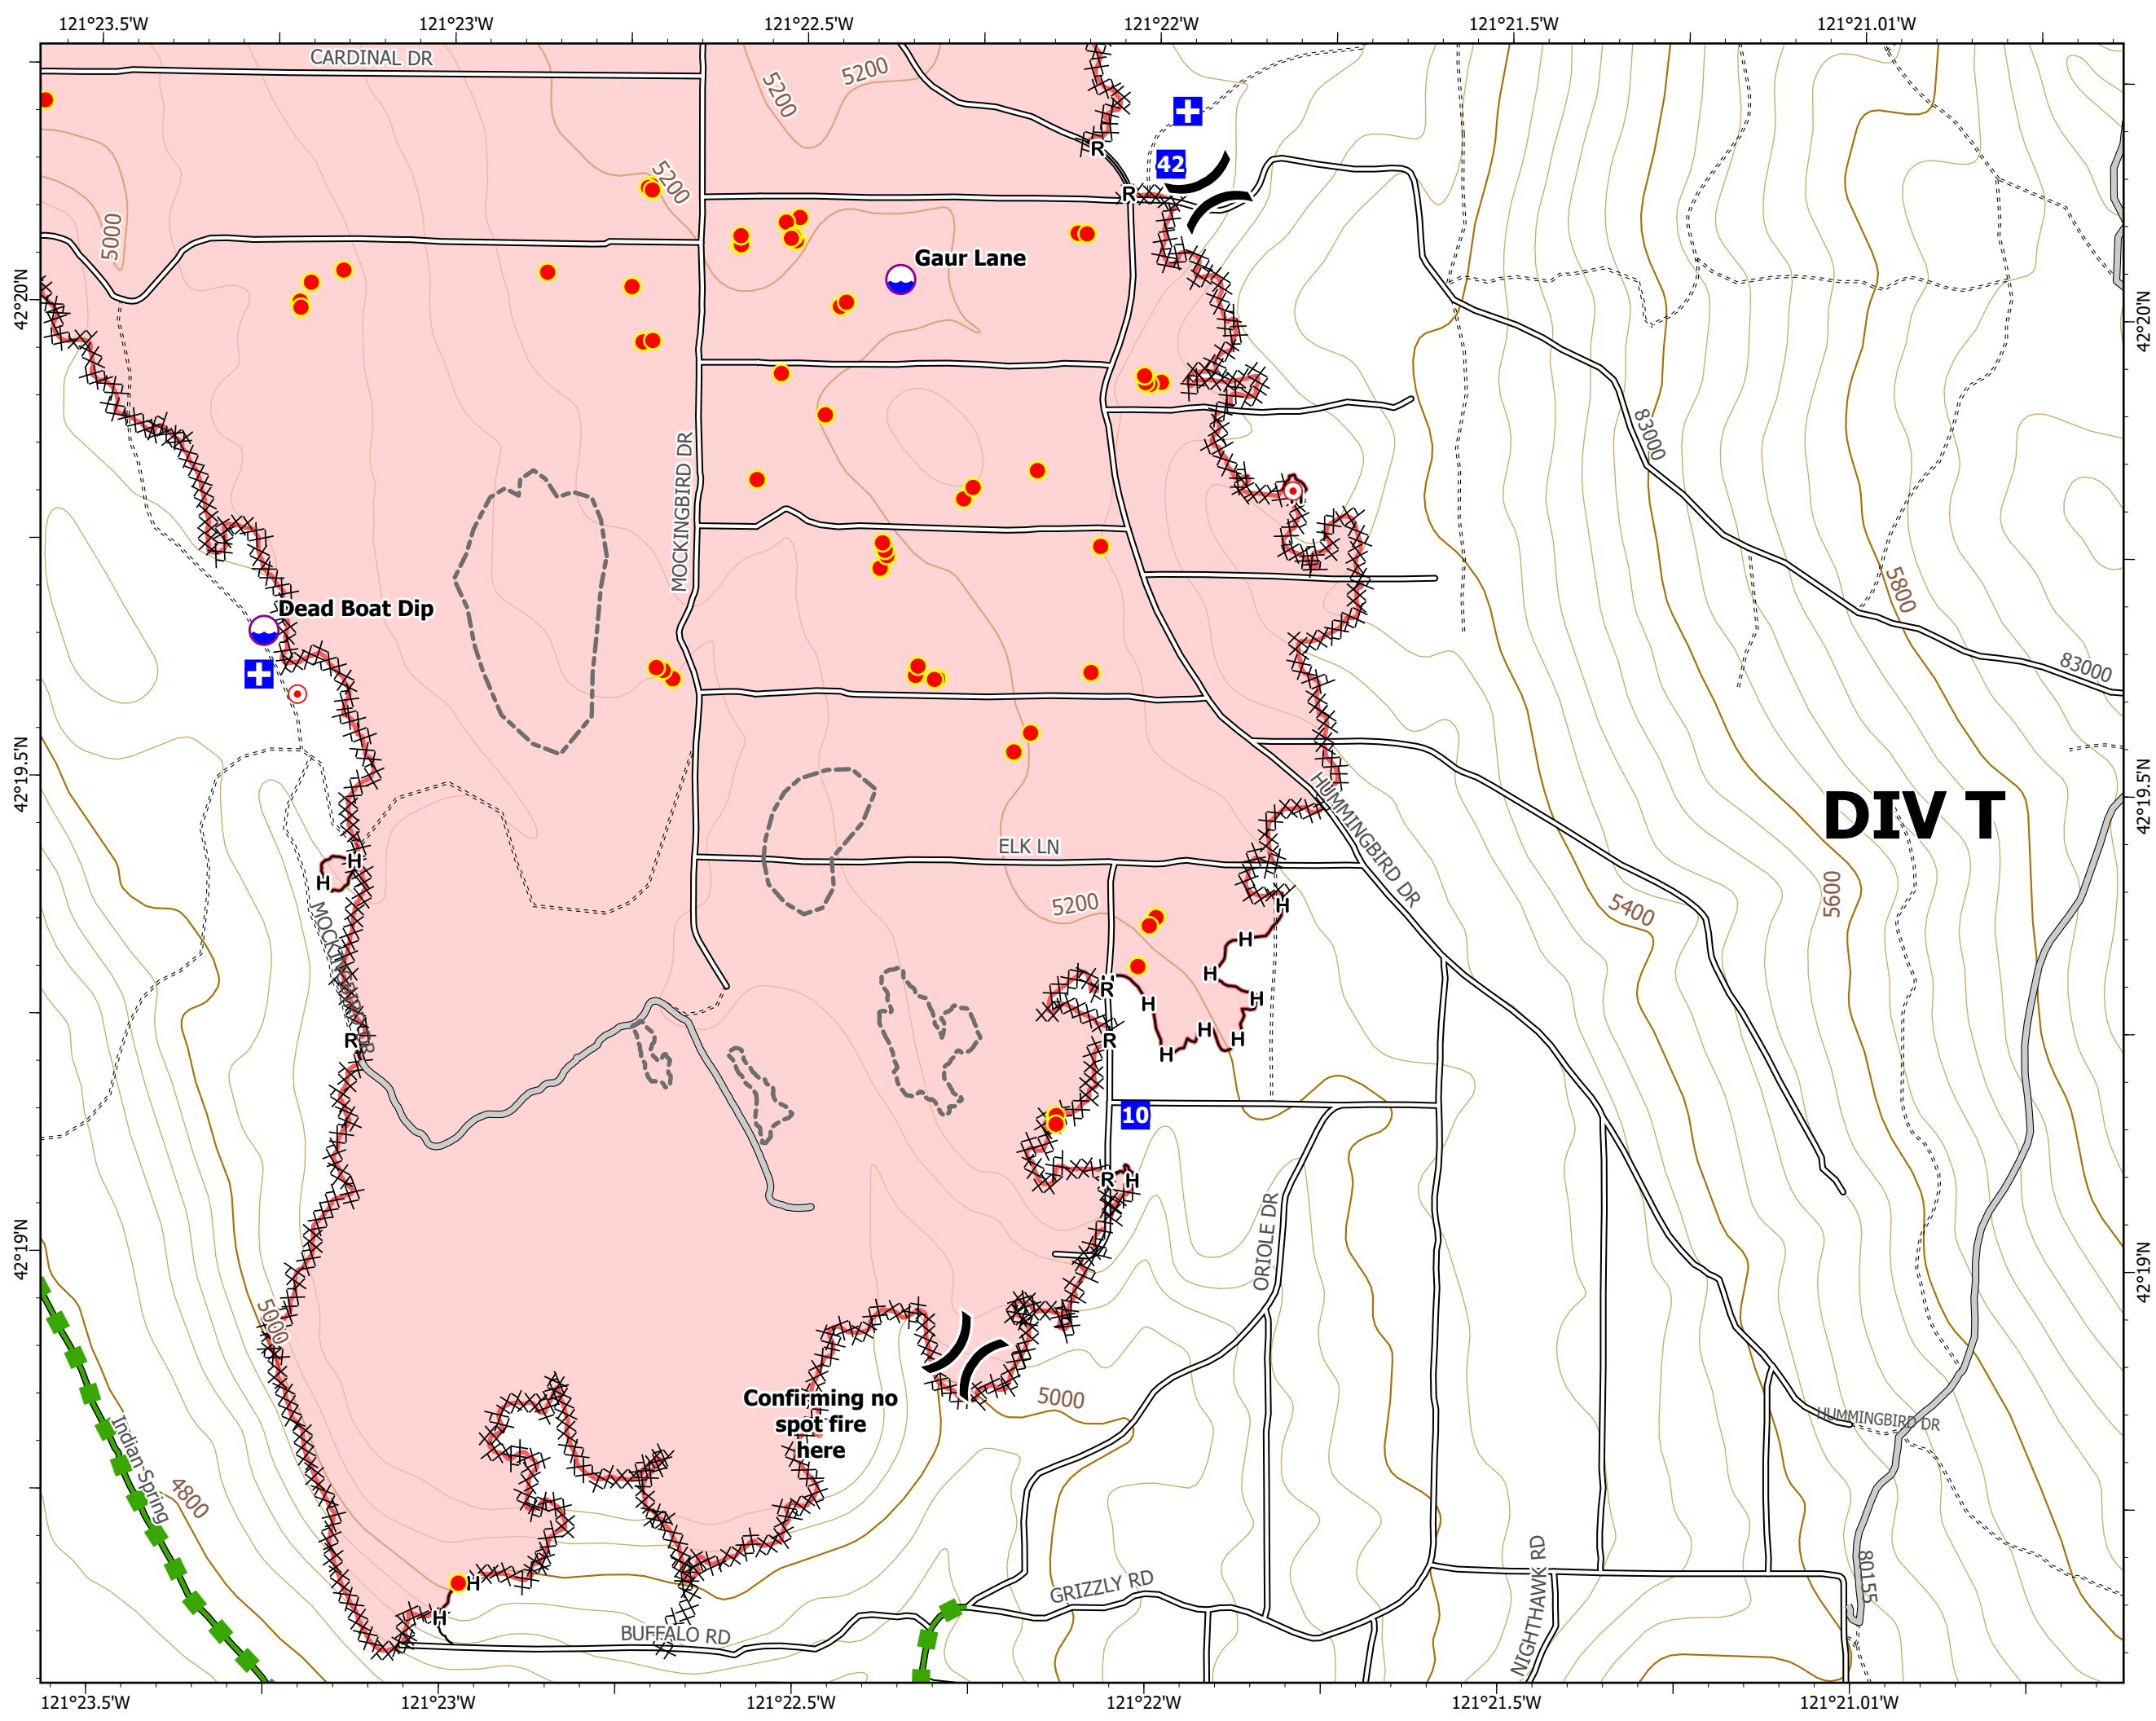 121°23.5'W 121°23'W 121°22.5'W 121°22'W 121°21.5'W 121°21.01'W
CARDINAL DR
5200
5200
42
R
R
5200
5000
Gaur Lane
42°20'N
42°20'N
83000
MOCKINGBIRD DR
5800
Dead Boat Dip
83000
42°19.5'N
42°19.5'N
DIV T
HUMMINGBIRD DR
ELK LN
H
H
5200
H
5600
5400
MOCKINGBIRD DR
H
H
H
R
H
H
R
R
H
H
H
10
R
H
ORIOLE DR
42°19'N
42°19'N
5000
Confirming no
spot fire
here
5000
HUMMINGBIRD DR
Indian Spring
4800
H
H
GRIZZLY RD
NIGHTHAWK RD
80155
BUFFALO RD
121°23.5'W 121°23'W 121°22.5'W 121°22'W 121°21.5'W 121°21.01'W